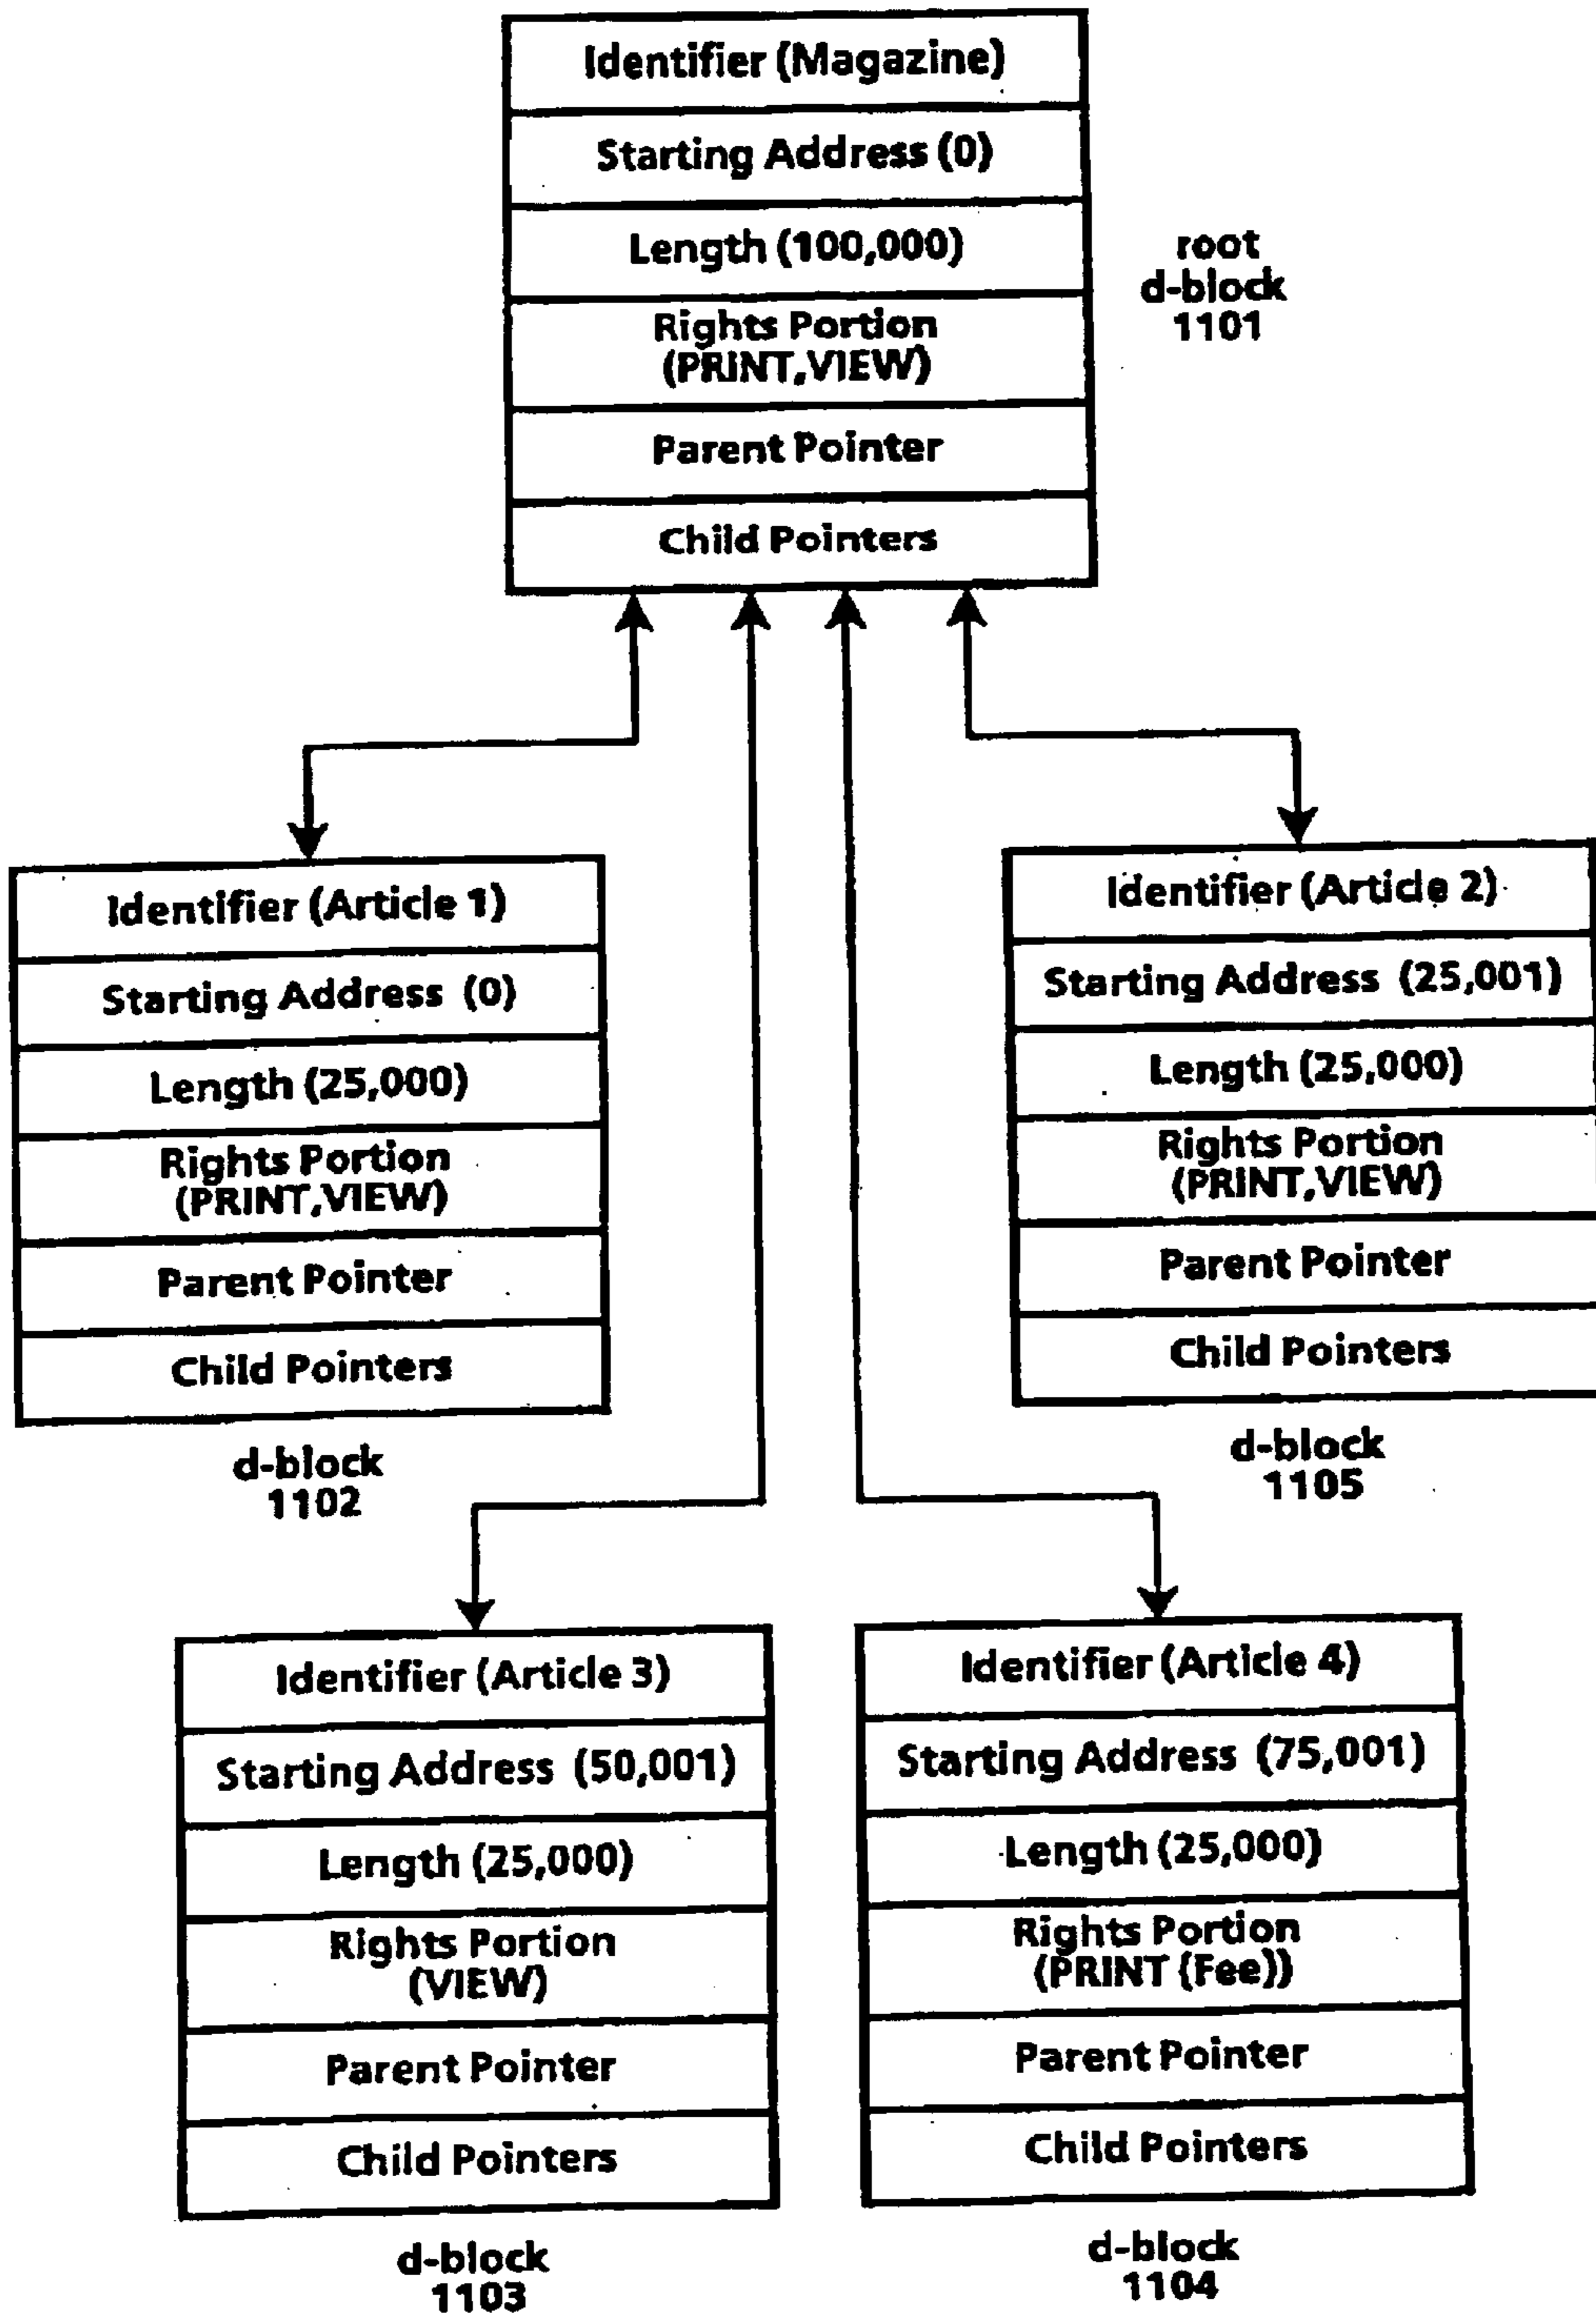 Identifier (Magazine)
Starting Address (0)
Length (100,000)
Rights Portion
(PRINT,VIEW)
Parent Pointer
Child Pointers
root
d-block
1101
Identifier (Article 1)
Starting Address (0)
Length (25,000)
Rights Portion
(PRINT,VIEW)
Parent Pointer
Child Pointers
d-block
1102
Identifier (Article 2)
Starting Address (25,001)
Length (25,000)
Rights Portion
(PRINT,VIEW)
Parent Pointer
Child Pointers
d-block
1105
Identifier (Article 3)
Starting Address (50,001)
Length (25,000)
Rights Portion
(VIEW)
Parent Pointer
Child Pointers
d-block
1103
Identifier (Article 4)
Starting Address (75,001)
Length (25,000)
Rights Portion
(PRINT (Fee))
Parent Pointer
Child Pointers
d-block
1104